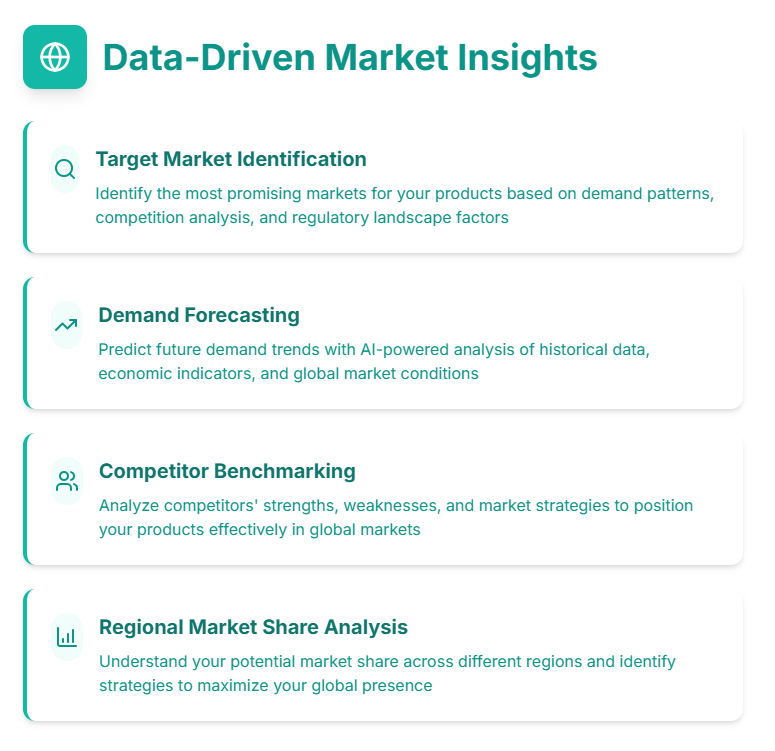 Data-Driven Market Insights
Target Market Identification
Identify the most promising markets for your products based on demand patterns,
competition analysis, and regulatory landscape factors
Demand Forecasting
Predict future demand trends with AI-powered analysis of historical data,
economic indicators, and global market conditions
Competitor Benchmarking
Analyze competitors' strengths, weaknesses, and market strategies to position
your products effectively in global markets
Regional Market Share Analysis
Understand your potential market share across different regions and identify
strategies to maximize your global presence